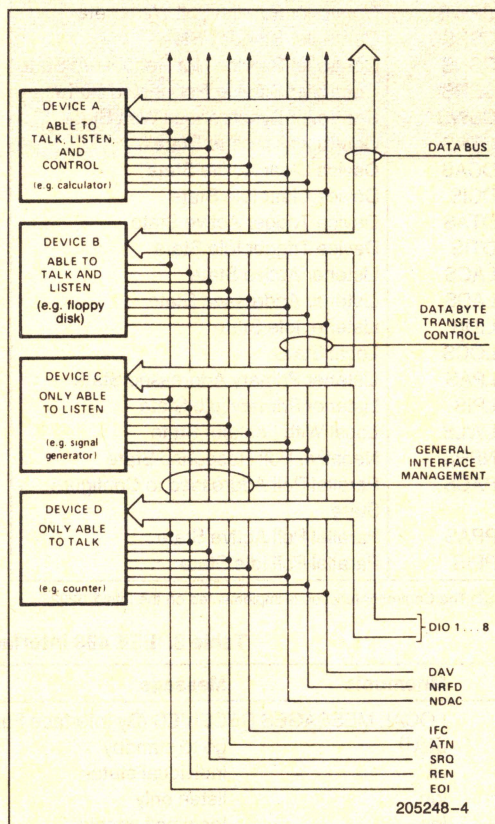 DEVICE A
ABLE TO
TALK, LISTEN,
AND
CONTROL
(e.g. calculator)
DATA BUS
DEVICE B
ABLE TO
TALK AND
LISTEN
(e.g. floppy
disk)
DATA BYTE
TRANSFER
CONTROL
DEVICE C
ONLY ABLE
TO LISTEN
(e.g. signal
generator)
GENERAL
INTERFACE
MANAGEMENT
DEVICE D
ONLY ABLE
TO TALK
(e.g. counter)
DIO 1...8
DAV
NRFD
NDAC
IFC
ATN
SRQ
REN
EOI
205248–4